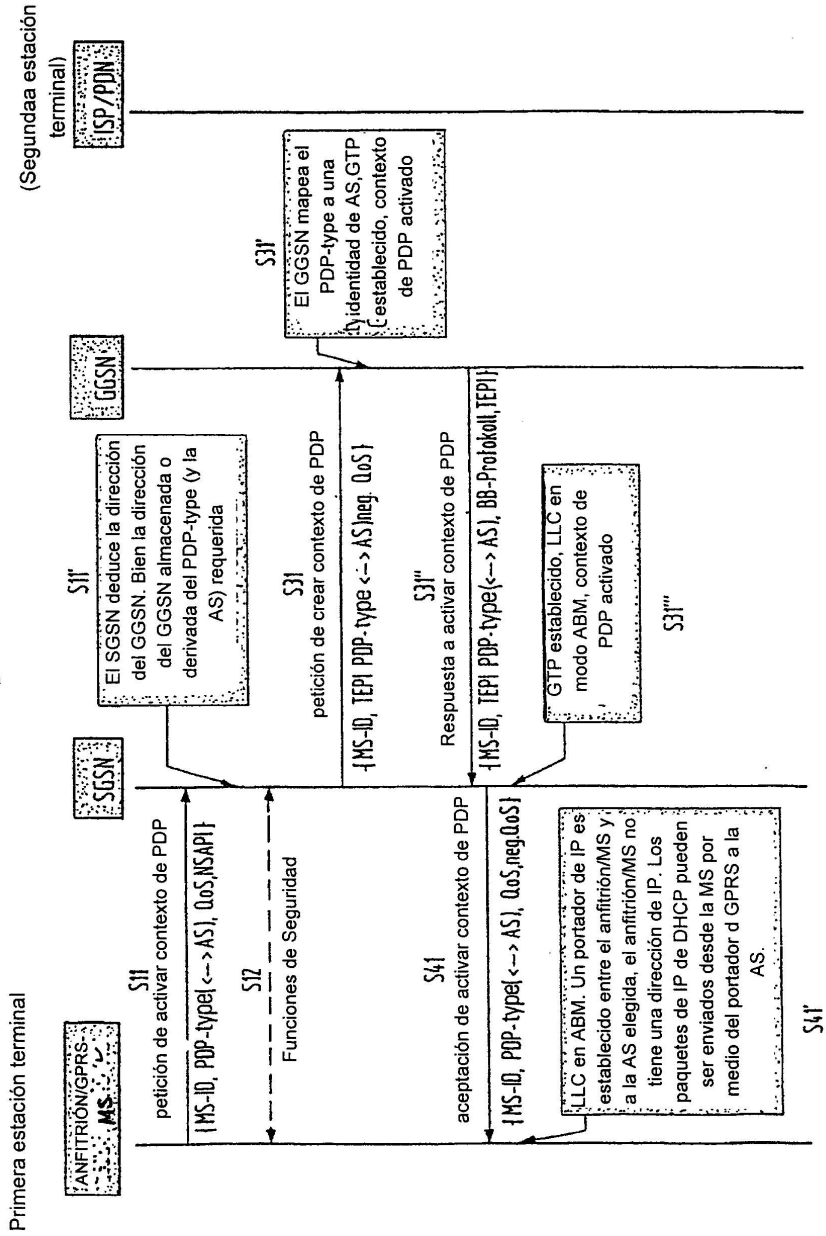 Primera estación terminal
(Segundaa estación
terminal)
ANFITRIÓN/GPRS-
MS
SGSN
GGSN
ISP/PDN
S11
petición de activar contexto de PDP
{MS-ID, PDP-type(<--> AS), QoS,NSAPI}
S11'
El SGSN deduce la dirección
del GGSN. Bien la dirección
del GGSN almacenada o
derivada del PDP-type (y la
AS) requerida
S12
Funciones de Seguridad
S31
petición de crear contexto de PDP
{MS-ID, TEPI PDP-type <--> AS)neg. QoS}
S31'
El GGSN mapea el
PDP-type a una
identidad de AS,GTP
establecido, contexto
de PDP activado
S31"
Respuesta a activar contexto de PDP
{MS-ID, TEPI PDP-type(<--> AS), BB-Protokoll,TEPI}
GTP establecido, LLC en
modo ABM, contexto de
PDP activado
S31'"
S41
aceptación de activar contexto de PDP
{MS-ID, PDP-type(<--> AS), QoS,neg.QoS}
LLC en ABM. Un portador de IP es
establecido entre el anfitrión/MS y
a la AS elegida, el anfitrión/MS no
tiene una dirección de IP. Los
paquetes de IP de DHCP pueden
ser enviados desde la MS por
medio del portador d GPRS a la
AS.
S41'